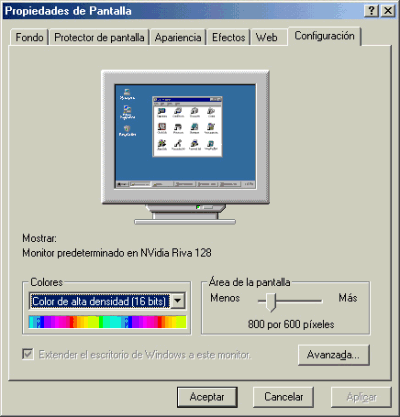 Propiedades de Pantalla
Fondo Protector de pantalla Apariencia Efectos Web Configuración
Mostrar:
Monitor predeterminado en NVidia Riva 128
Colores
Color de alta densidad (16 bits)
Área de la pantalla
Menos Más
800 por 600 píxeles
Extender el escritorio de Windows a este monitor.
Avanzada...
Aceptar Cancelar Aplicar